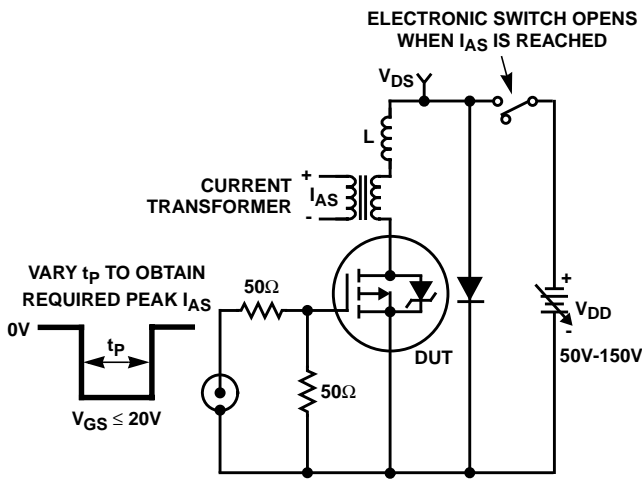 ELECTRONIC SWITCH OPENS
WHEN IAS IS REACHED
VDS
L
+
CURRENT
TRANSFORMER
IAS
-
VARY tP TO OBTAIN
REQUIRED PEAK IAS
50Ω
0V
tP
DUT
+
VDD
-
50V-150V
50Ω
VGS ≤ 20V